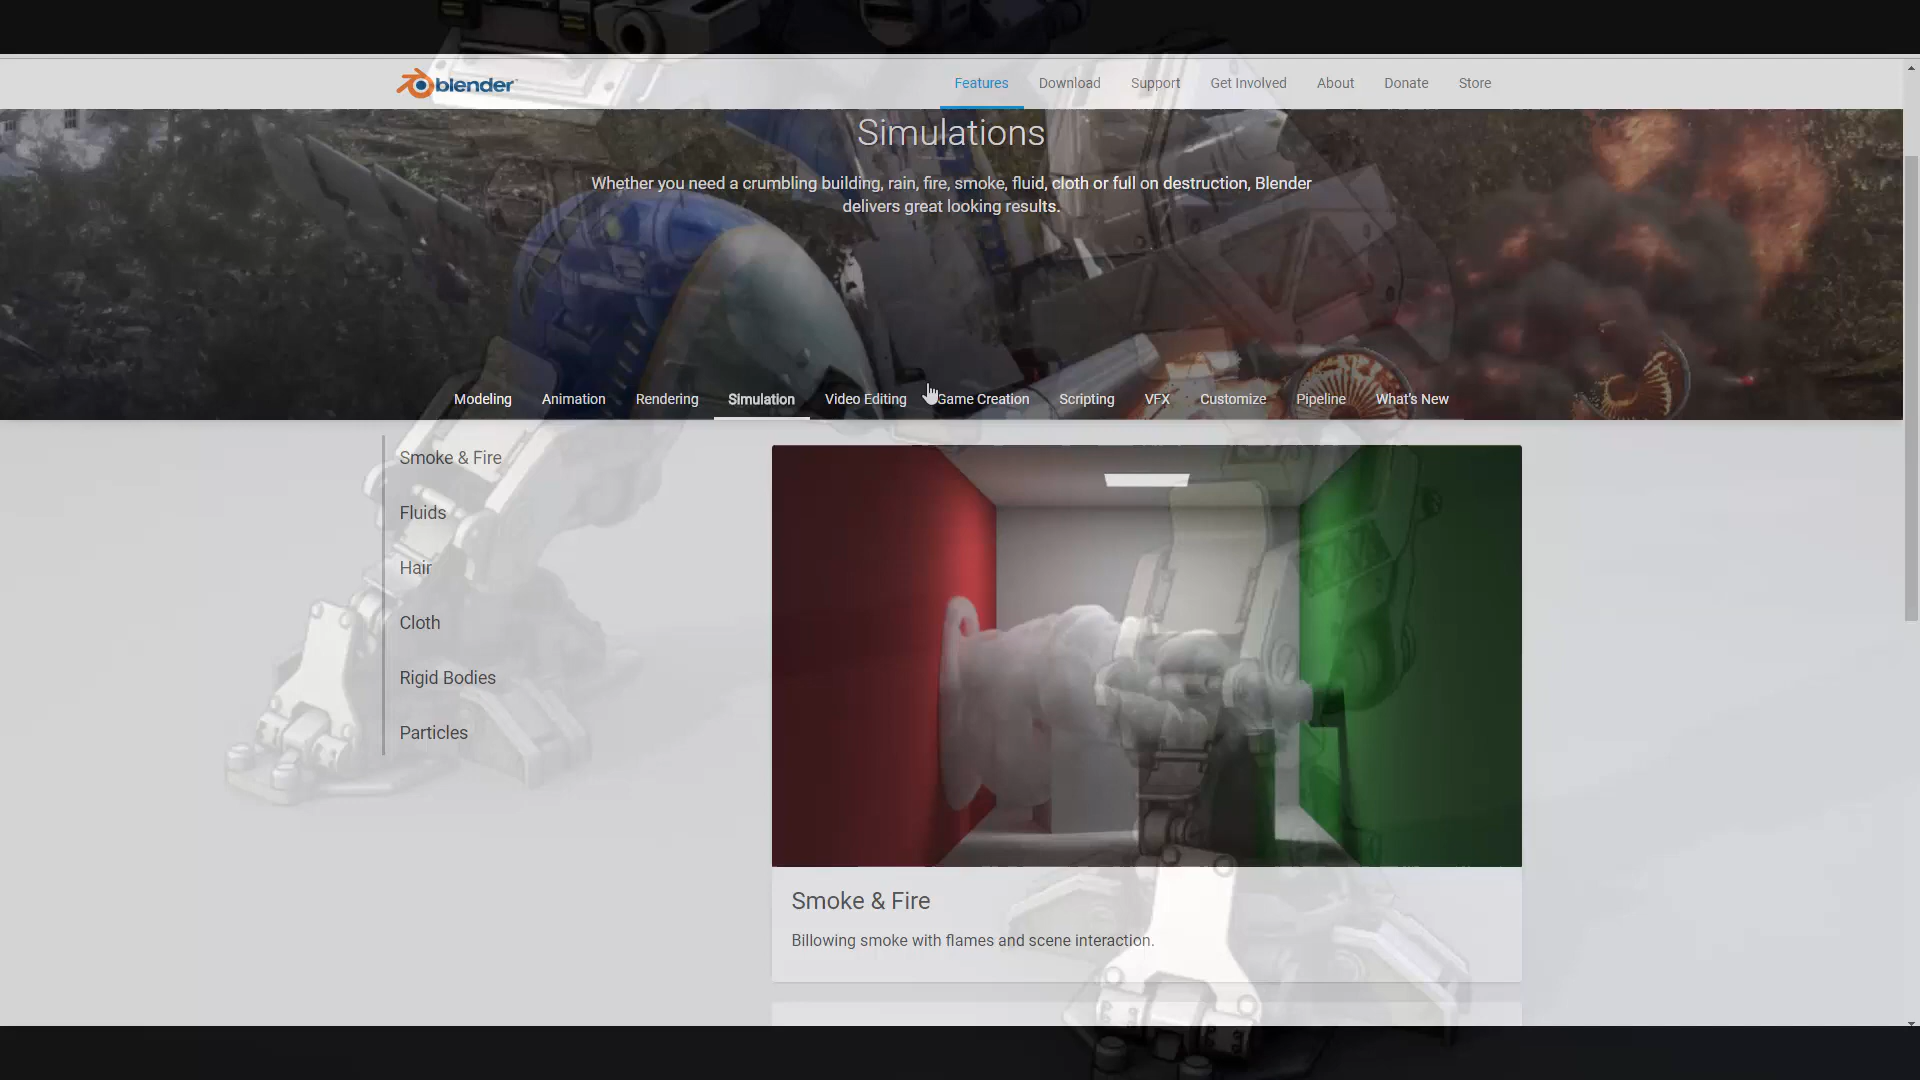 blender
Features Download Support Get Involved About Donate Store
Simulations
Whether you need a crumbling building, rain, fire, smoke, fluid, cloth or full on destruction, Blender
delivers great looking results.
Modeling Animation Rendering Simulation Video Editing Game Creation Scripting VFX Customize Pipeline What's New
Smoke & Fire
Fluids
Hair
Cloth
Rigid Bodies
Particles
Smoke & Fire
Billowing smoke with flames and scene interaction.